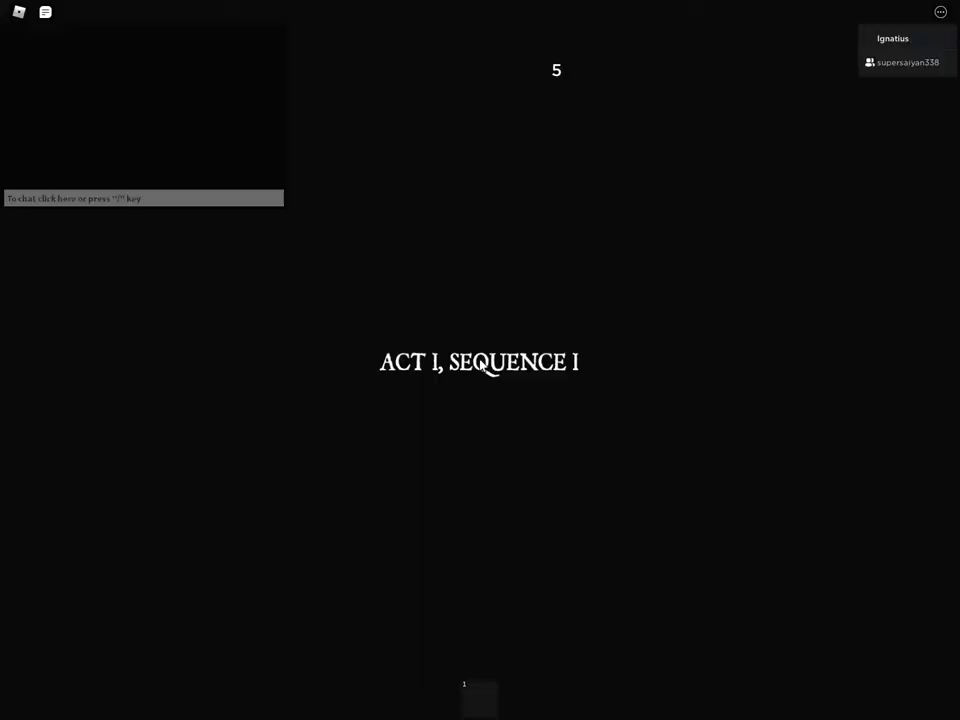 Ignatius
5
supersaiyan338
To chat click here or press "/" key
ACT I, SEQUENCE I
1